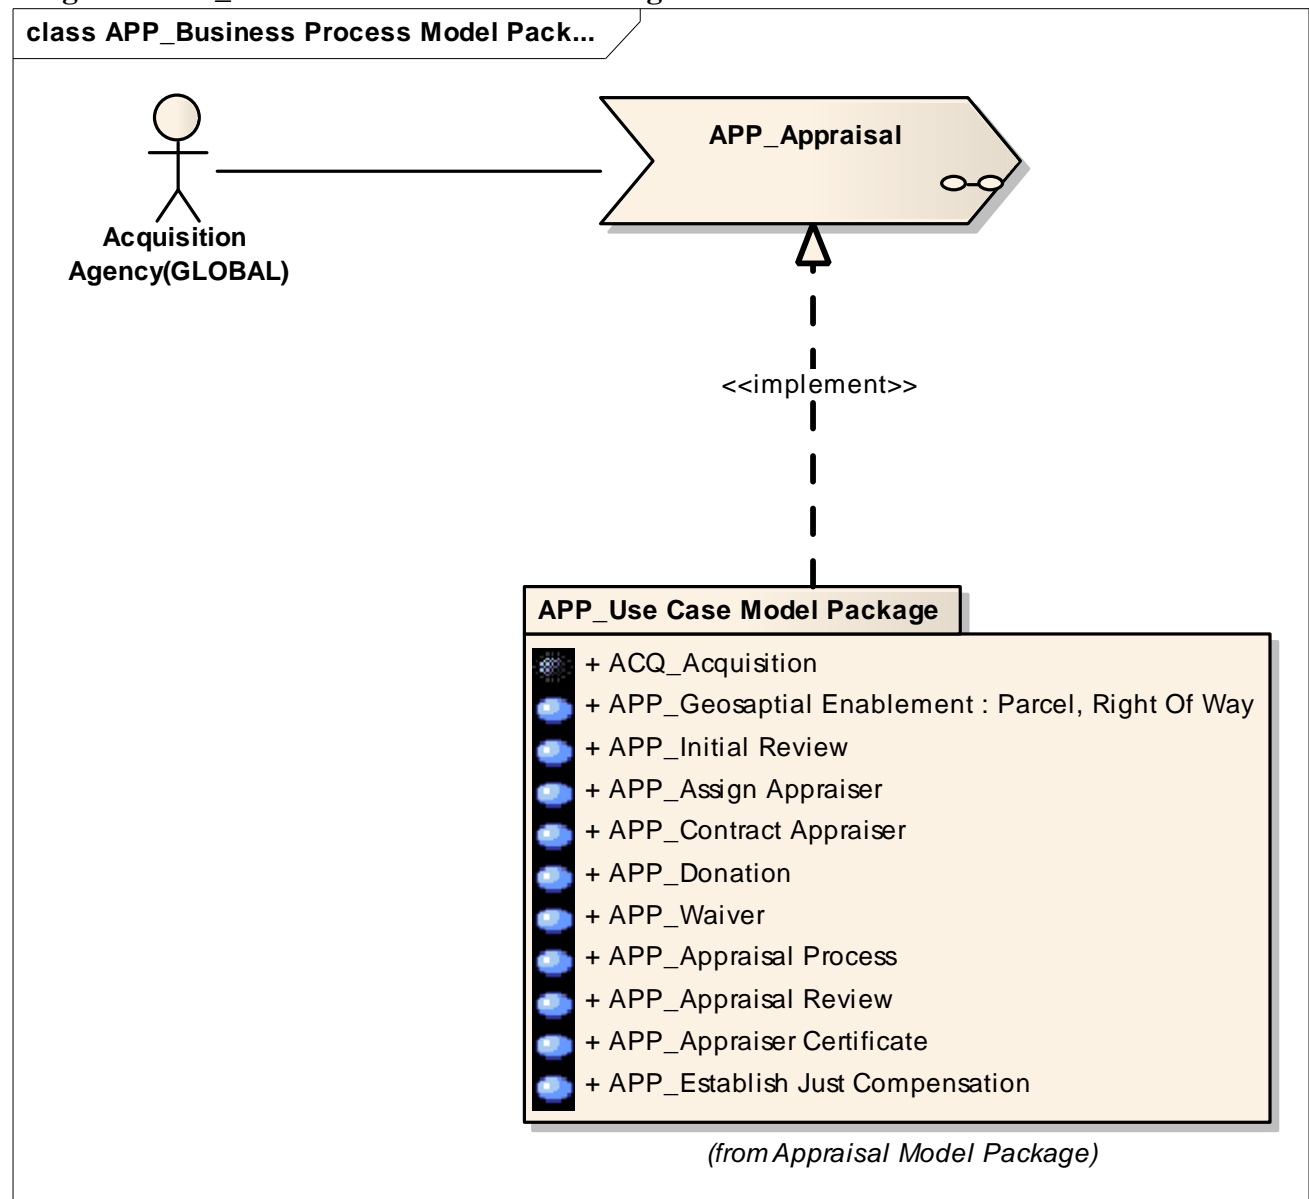 class APP_Business Process Model Pack...
APP_Appraisal
Acquisition
Agency(GLOBAL)
<<implement>>
APP_Use Case Model Package
+ ACQ_Acquisition
+ APP_Geosaptial Enablement : Parcel, Right Of Way
+ APP_Initial Review
+ APP_Assign Appraiser
+ APP_Contract Appraiser
+ APP_Donation
+ APP_Waiver
+ APP_Appraisal Process
+ APP_Appraisal Review
+ APP_Appraiser Certificate
+ APP_Establish Just Compensation
(from Appraisal Model Package)